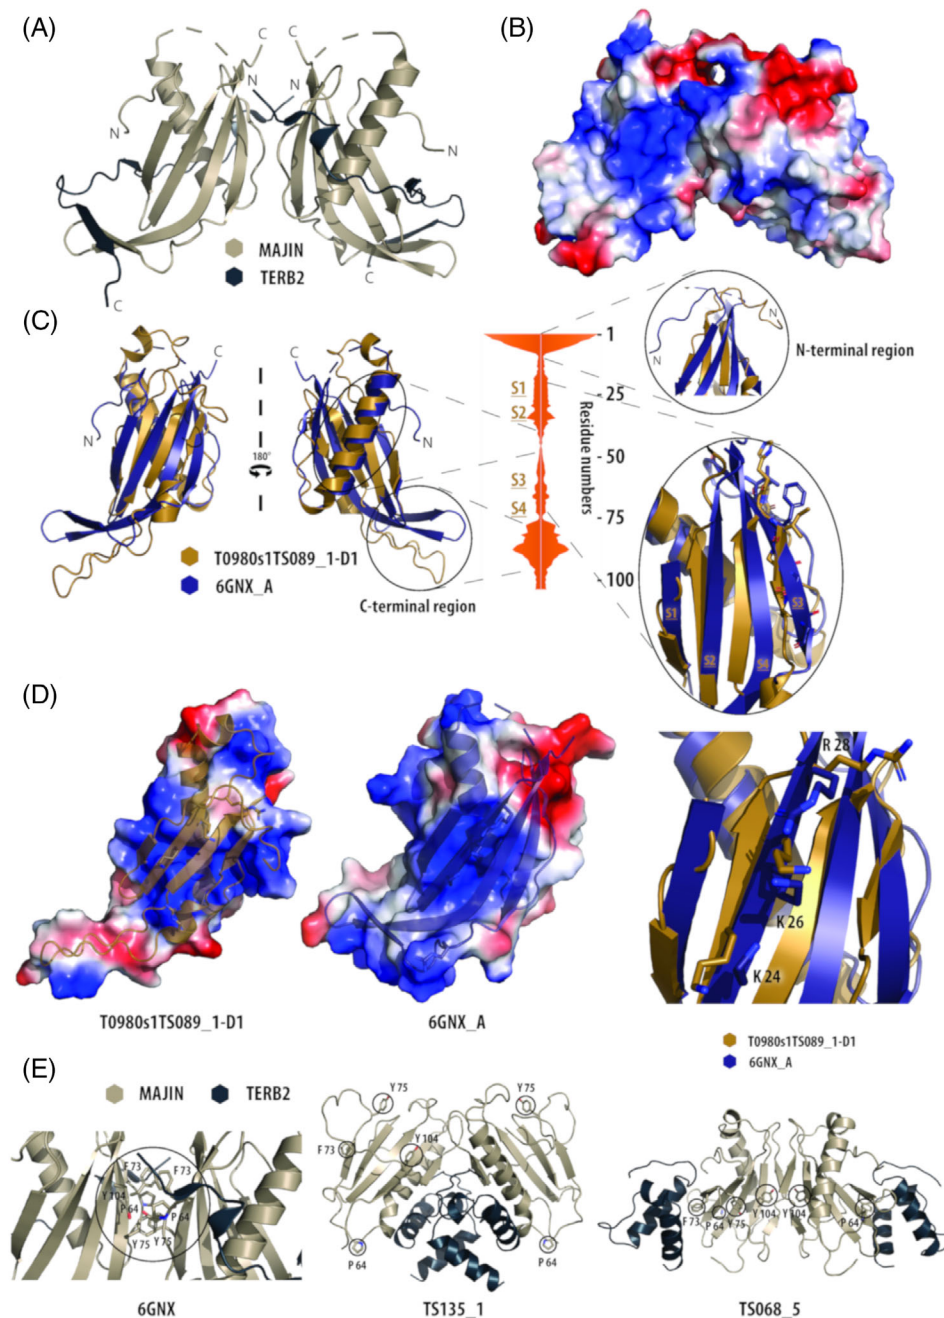 (A)
C
C
N
N
N
N
MAJIN
TERB2
C
C
(B)
(C)
C
C
N
N
180°
T0980s1TS089_1-D1
6GNX_A
C-terminal region
S1
S2
S3
S4
- 1
- 25
- 50
- 75
- 100
Residue numbers
N
N
N-terminal region
S1
S2
S4
S3
(D)
T0980s1TS089_1-D1
6GNX_A
R 28
K 26
K 24
T0980s1TS089_1-D1
6GNX_A
(E)
MAJIN
TERB2
F 73
F 73
Y 104
P 64
P 64
Y 75
Y 75
6GNX
Y 75
Y 75
F 73
Y 104
P 64
P 64
TS135_1
F 73
P 64
Y 75
Y 104
Y 104
P 64
TS068_5